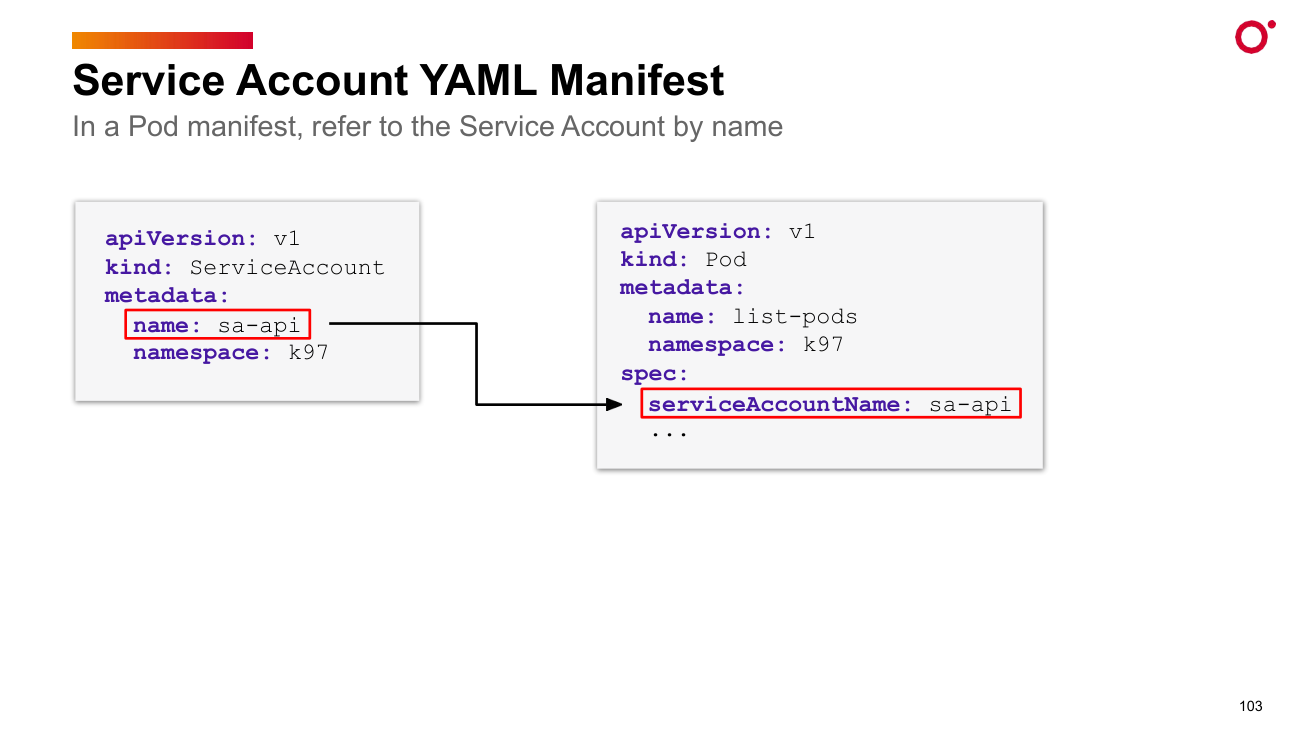 Service Account YAML Manifest
In a Pod manifest, refer to the Service Account by name
apiVersion: v1
kind: ServiceAccount
metadata:
  name: sa-api
  namespace: k97
apiVersion: v1
kind: Pod
metadata:
  name: list-pods
  namespace: k97
spec:
  serviceAccountName: sa-api
  ...
103